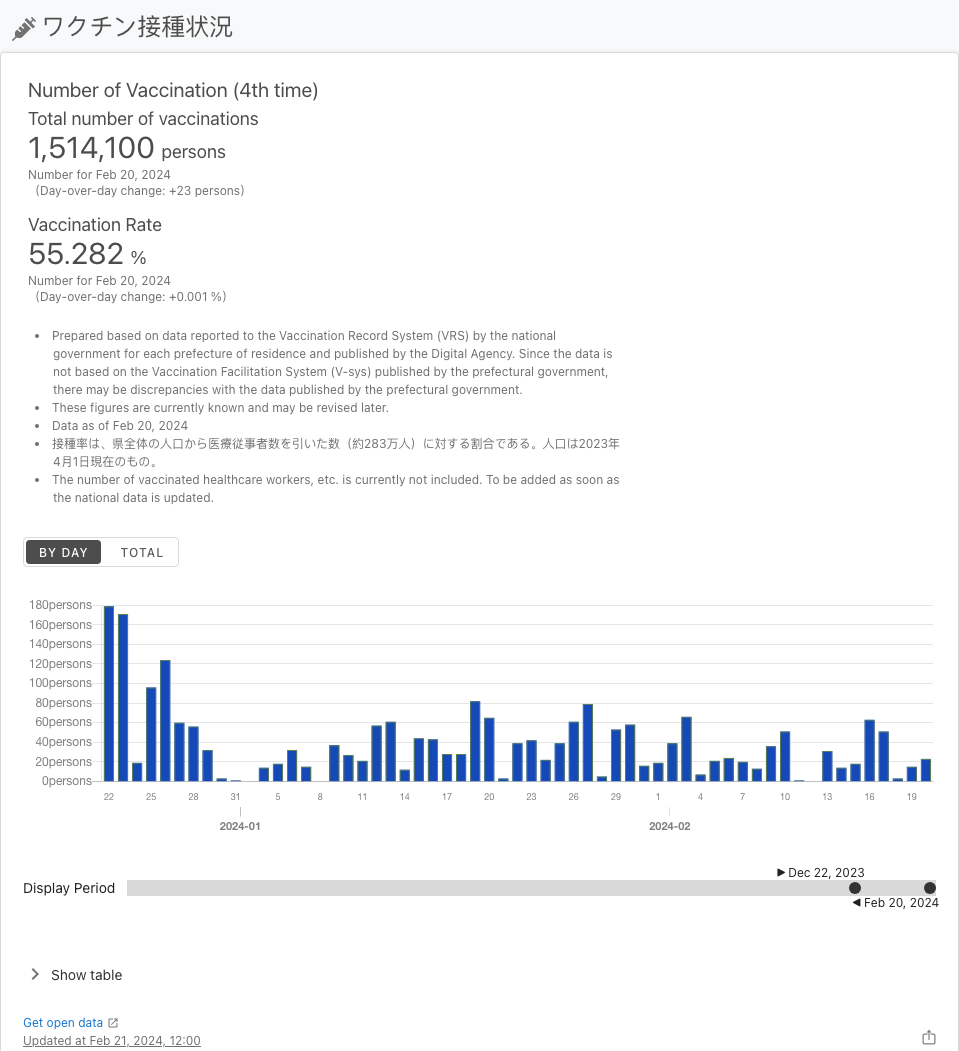 ワクチン接種状況
Number of Vaccination (4th time)
Total number of vaccinations
1,514,100 persons
Number for Feb 20, 2024
（Day-over-day change: +23 persons）
Vaccination Rate
55.282 %
Number for Feb 20, 2024
（Day-over-day change: +0.001 %）
• Prepared based on data reported to the Vaccination Record System (VRS) by the national
government for each prefecture of residence and published by the Digital Agency. Since the data is
not based on the Vaccination Facilitation System (V-sys) published by the prefectural government,
there may be discrepancies with the data published by the prefectural government.
• These figures are currently known and may be revised later.
• Data as of Feb 20, 2024
• 接種率は、県全体の人口から医療従事者数を引いた数（約283万人）に対する割合である。人口は2023年
4月1日現在のもの。
• The number of vaccinated healthcare workers, etc. is currently not included. To be added as soon as
the national data is updated.
BY DAY TOTAL
180persons
160persons
140persons
120persons
100persons
80persons
60persons
40persons
20persons
0persons
22 25 28 31 5 8 11 14 17 20 23 26 29 1 4 7 10 13 16 19
2024-01 2024-02
▶ Dec 22, 2023
Display Period
◀ Feb 20, 2024
Show table
Get open data
Updated at Feb 21, 2024, 12:00